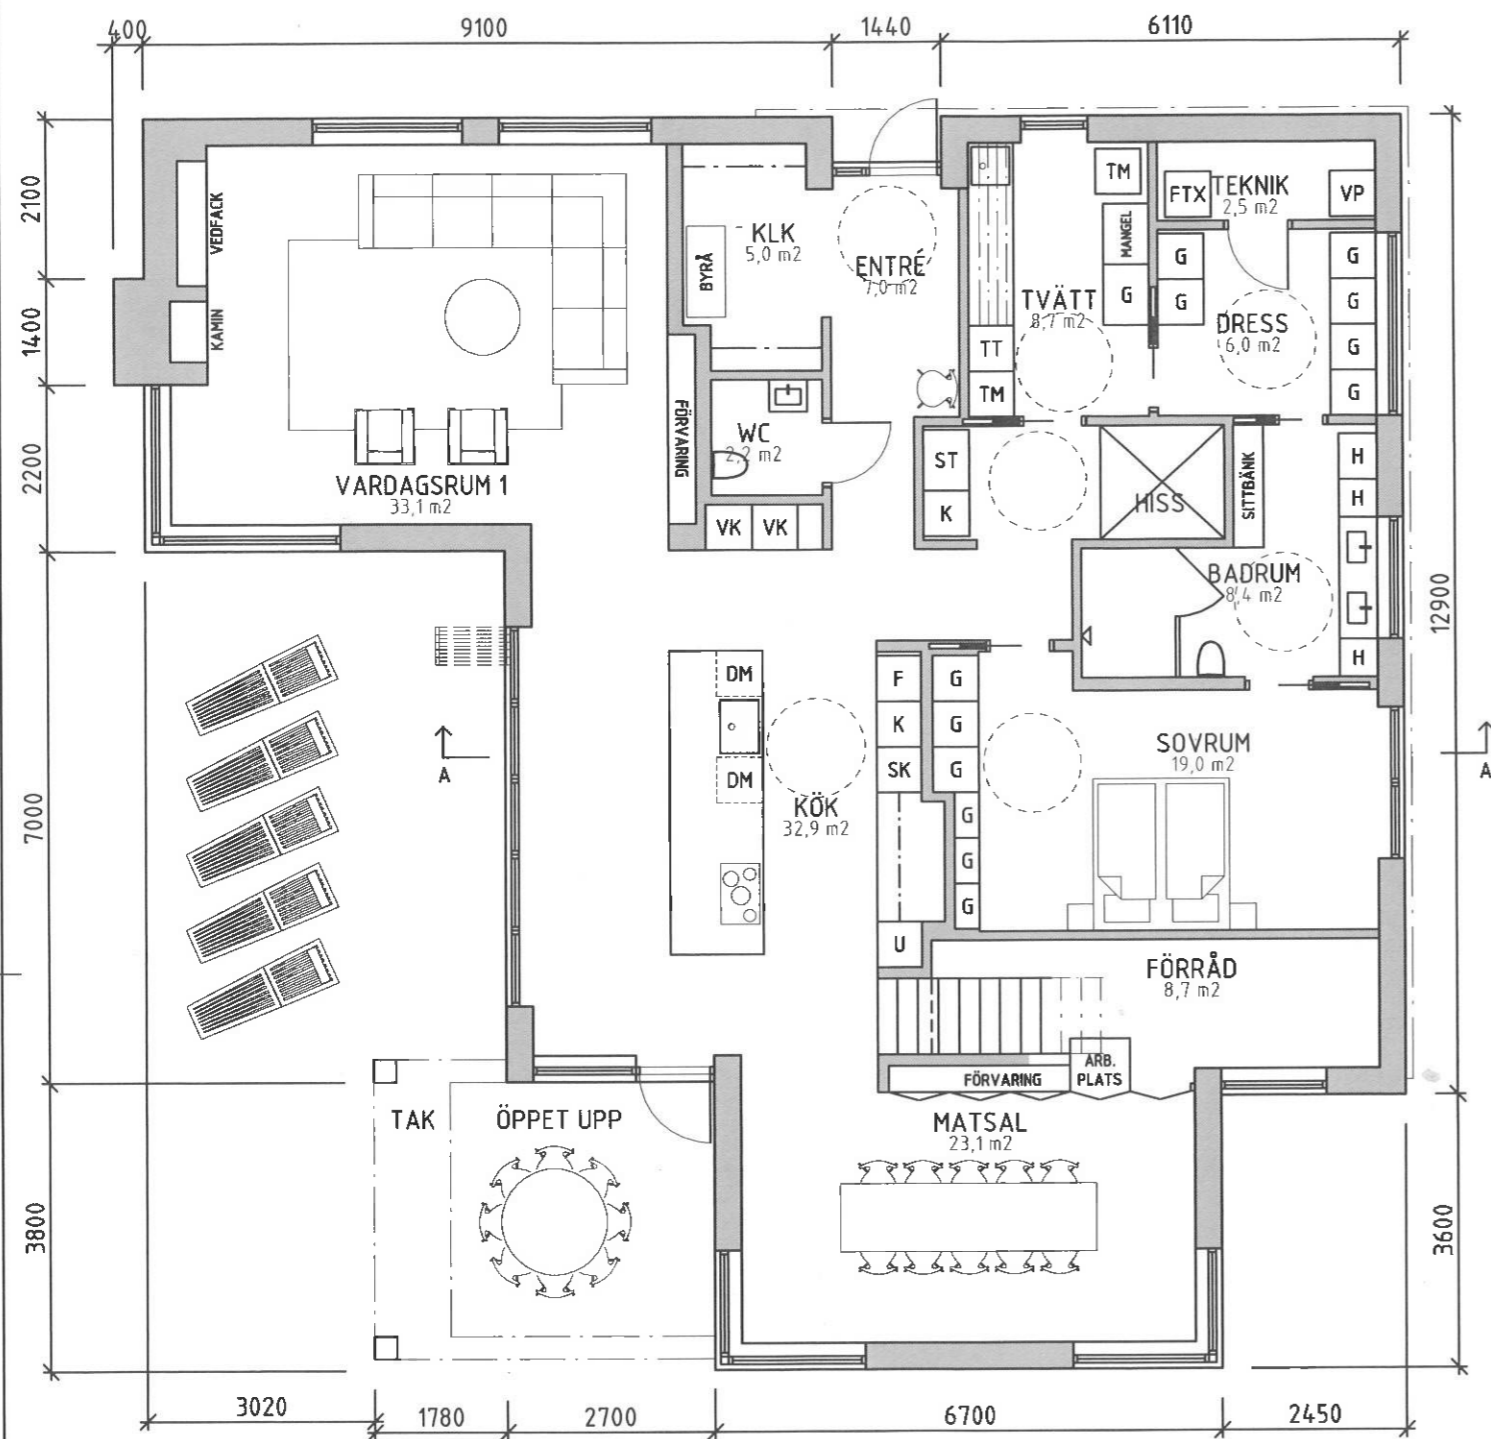 400
9100
1440
6110
2100
1400
2200
7000
3800
12900
3600
VEDFACK
KAMIN
VARDAGSRUM 1
33,1 m2
BYRÅ
KLK
5,0 m2
ENTRÉ
7,0 m2
FÖRVARING
WC
2,2 m2
VK
VK
TM
MANGEL
G
TVÄTT
8,7 m2
TT
TM
FTX
TEKNIK
2,5 m2
VP
G
G
G
G
G
G
DRESS
6,0 m2
ST
K
HISS
SITTBÄNK
H
H
BADRUM
8,4 m2
H
DM
DM
KÖK
32,9 m2
F
K
SK
U
G
G
G
G
G
G
SOVRUM
19,0 m2
A
A
FÖRRÅD
8,7 m2
FÖRVARING
ARB.
PLATS
TAK
ÖPPET UPP
MATSAL
23,1 m2
3020
1780
2700
6700
2450